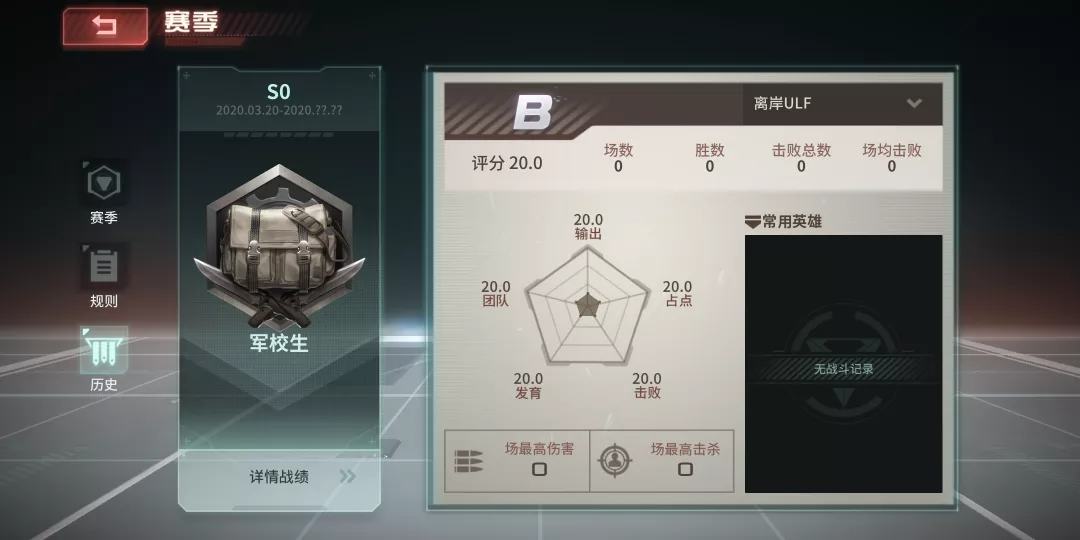 赛季
S0
2020.03.20-2020.??.??
军校生
详情战绩
赛季
规则
历史
B
离岸ULF
评分 20.0
场数
0
胜数
0
击败总数
0
场均击败
0
20.0
输出
20.0
团队
20.0
占点
20.0
发育
20.0
击败
常用英雄
无战斗记录
场最高伤害
0
场最高击杀
0